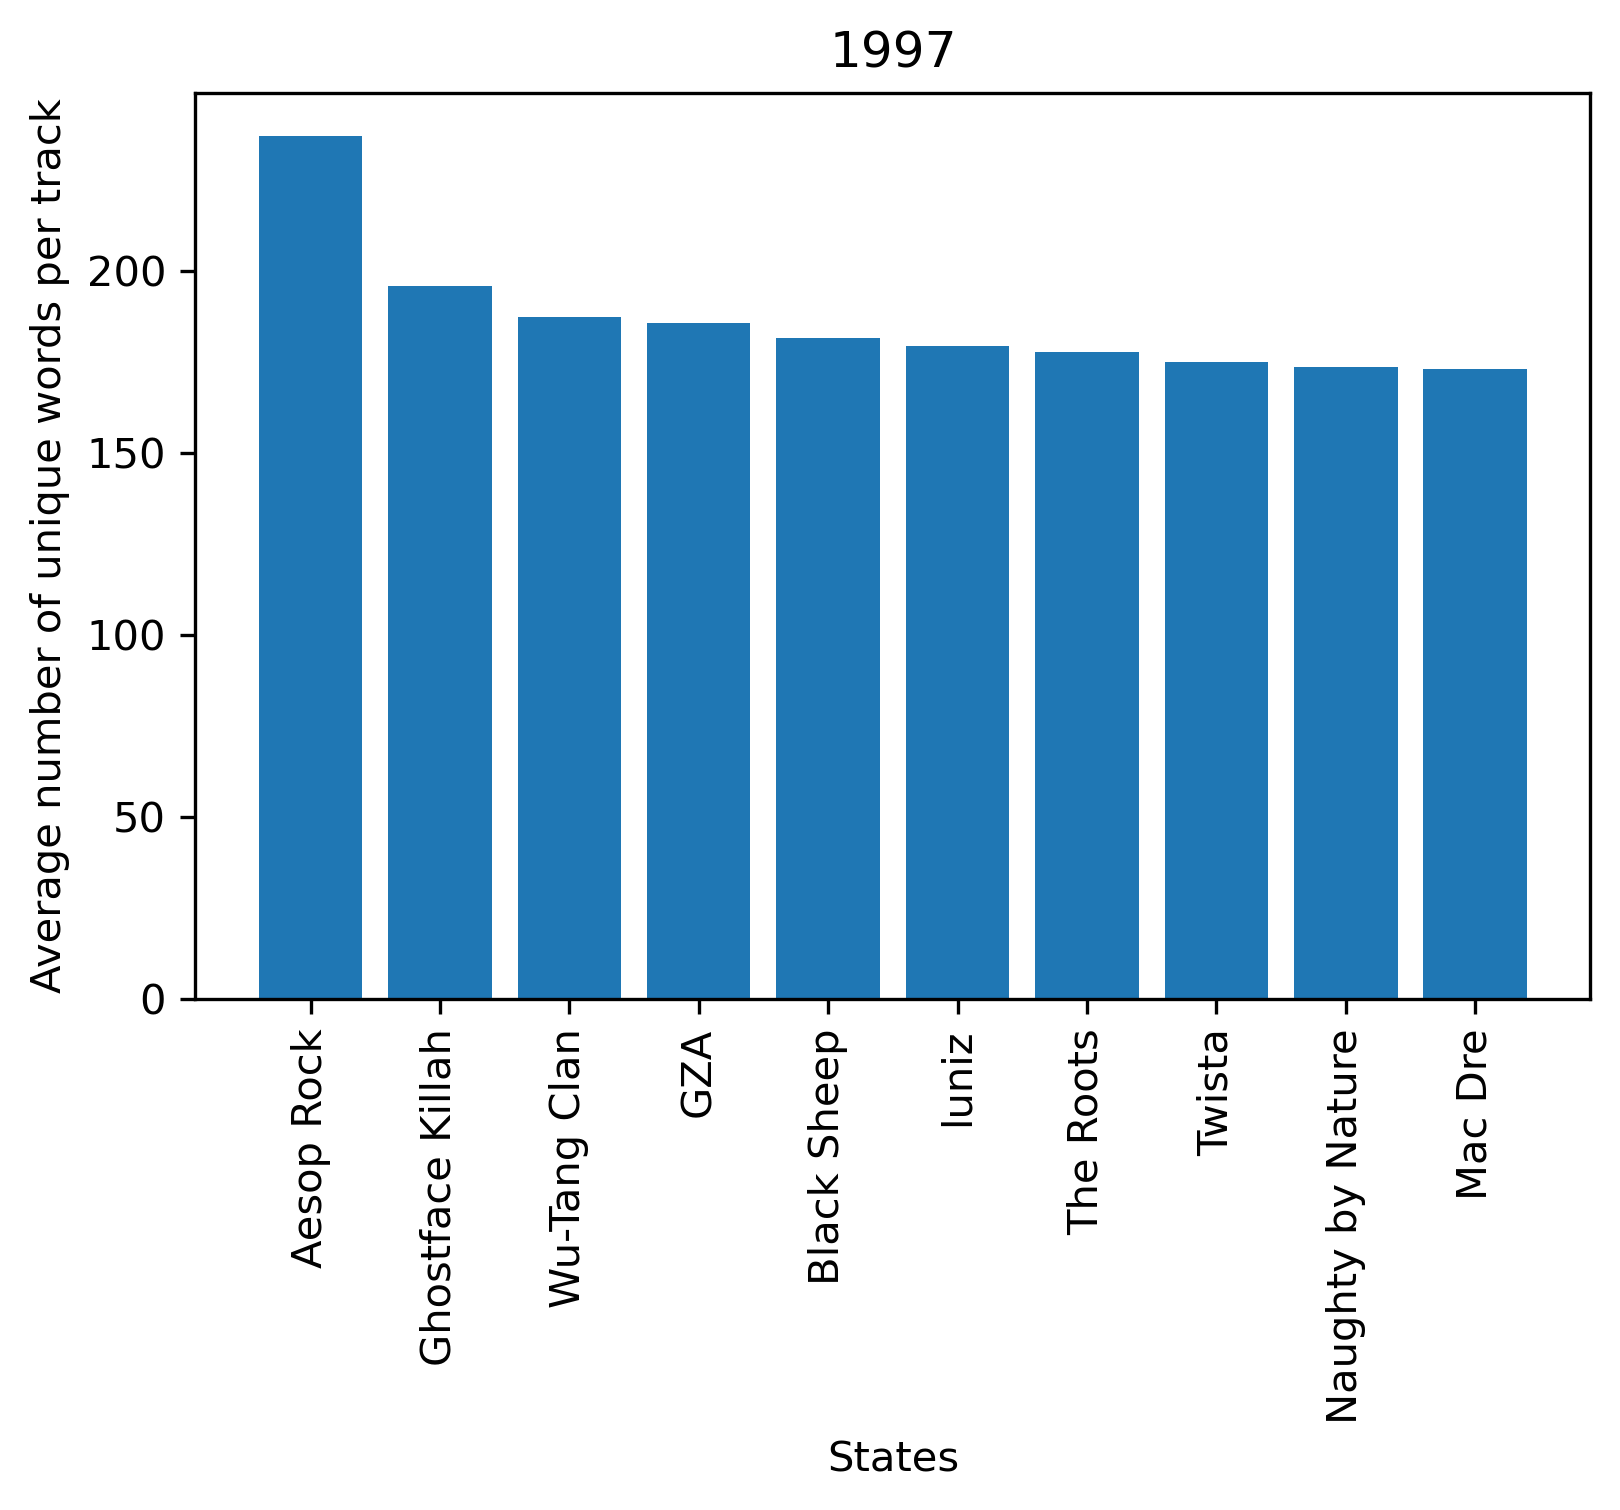 1997
Average number of unique words per track
200
150
100
50
0
Aesop Rock
Ghostface Killah
Wu-Tang Clan
GZA
Black Sheep
luniz
The Roots
Twista
Naughty by Nature
Mac Dre
States